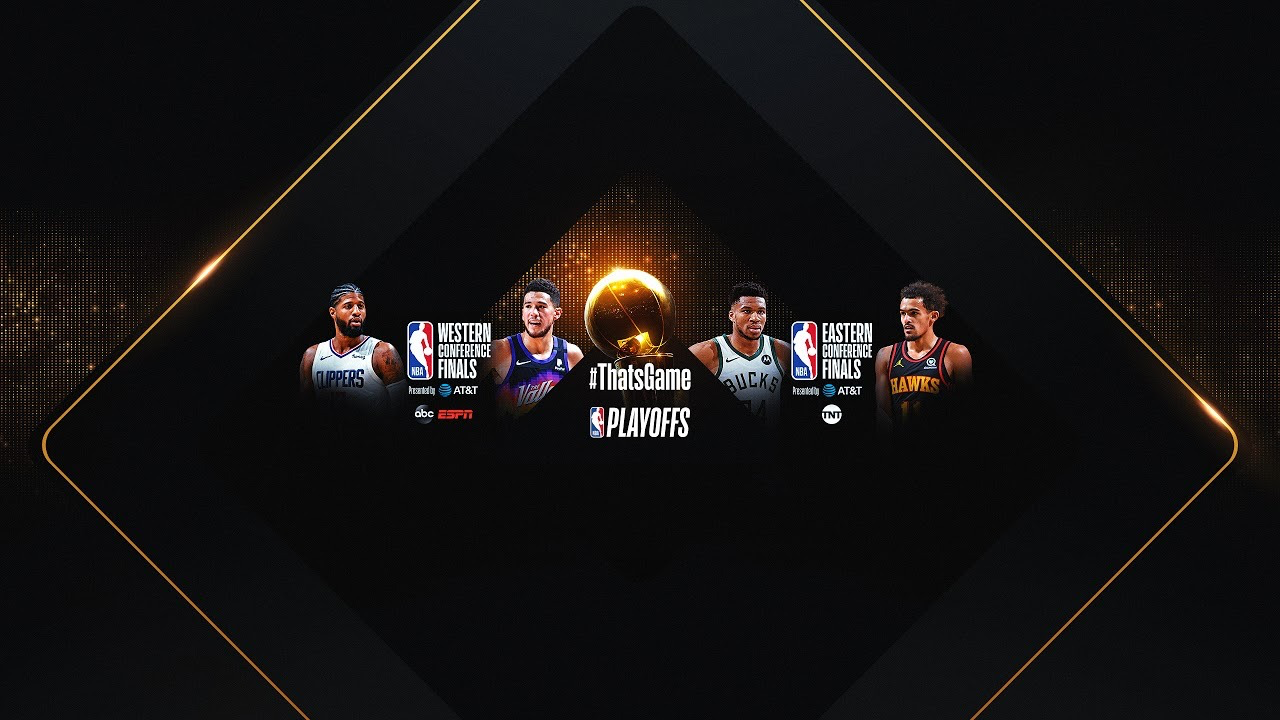 CLIPPERS
NBA
WESTERN
CONFERENCE
FINALS
Presented by AT&T
abc ESPN
#ThatsGame
NBA PLAYOFFS
BUCKS
NBA
EASTERN
CONFERENCE
FINALS
Presented by AT&T
TNT
HAWKS